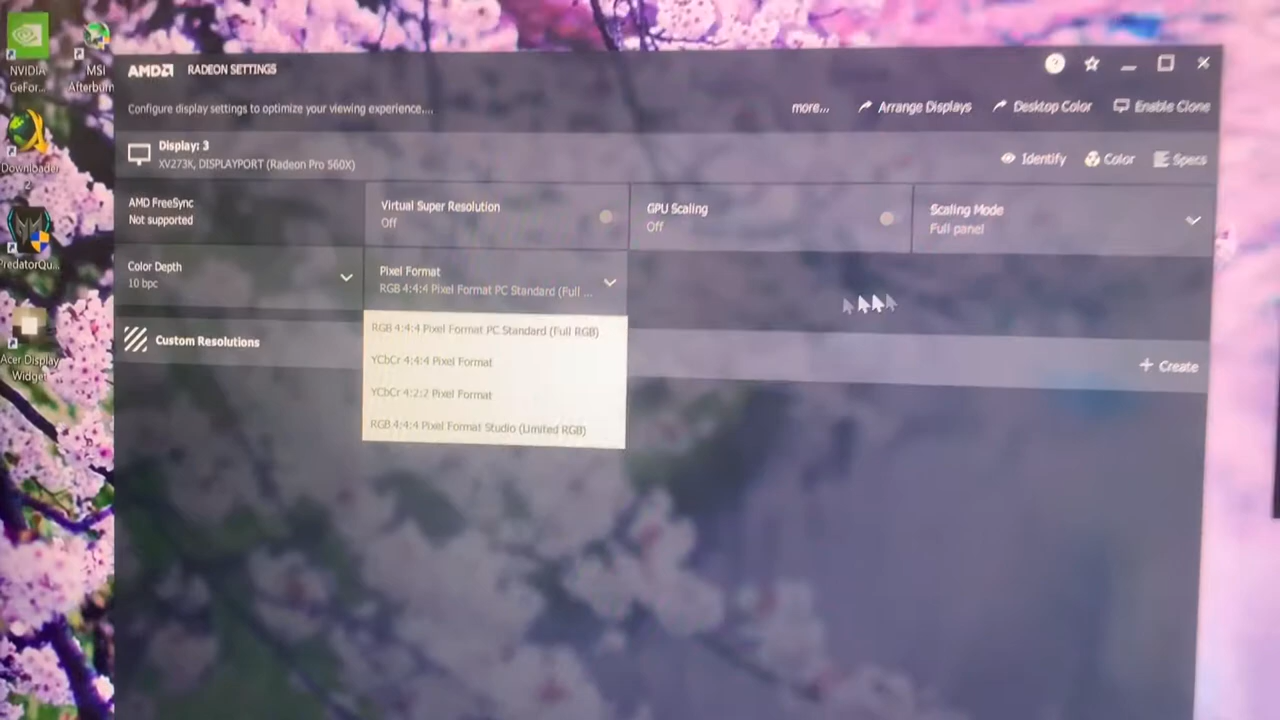 NVIDIA
GeFor...
MSI
Afterburn
Downloader
2
PredatorQu...
Acer Display
Widget
AMD RADEON SETTINGS
?
Configure display settings to optimize your viewing experience....
more...
Arrange Displays
Desktop Color
Enable Clone
Display: 3
XV273K, DISPLAYPORT (Radeon Pro 560X)
Identify
Color
Specs
AMD FreeSync
Not supported
Virtual Super Resolution
Off
GPU Scaling
Off
Scaling Mode
Full panel
Color Depth
10 bpc
Pixel Format
RGB 4:4:4 Pixel Format PC Standard (Full ...
RGB 4:4:4 Pixel Format PC Standard (Full RGB)
YCbCr 4:4:4 Pixel Format
YCbCr 4:2:2 Pixel Format
RGB 4:4:4 Pixel Format Studio (Limited RGB)
Custom Resolutions
+ Create